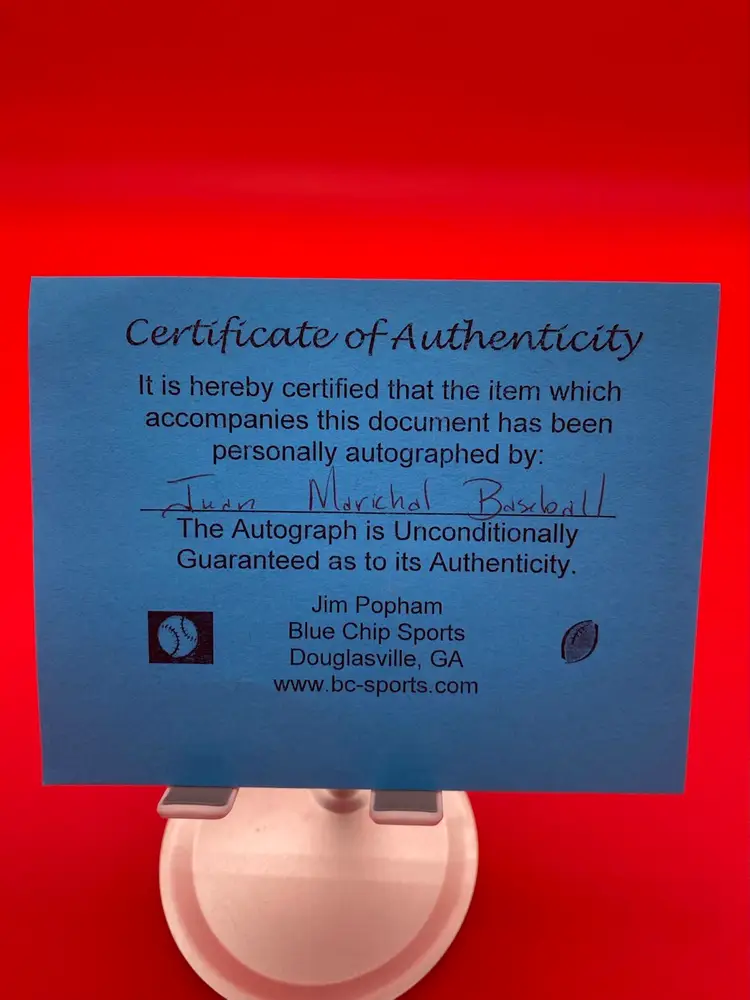 Certificate of Authenticity
It is hereby certified that the item which
accompanies this document has been
personally autographed by:
Juan Marichal Baseball
The Autograph is Unconditionally
Guaranteed as to its Authenticity.
Jim Popham
Blue Chip Sports
Douglasville, GA
www.bc-sports.com